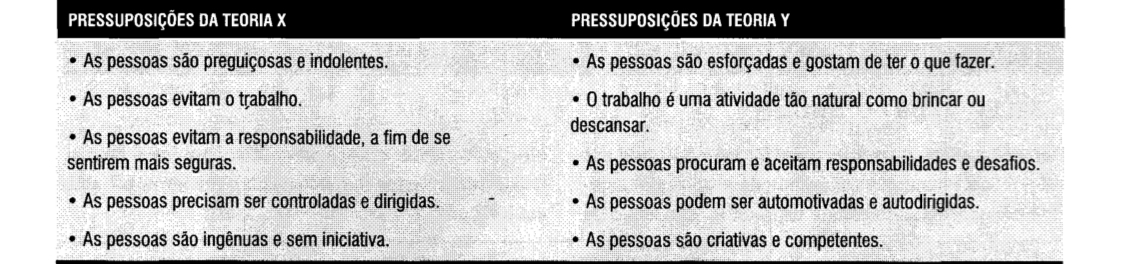 PRESSUPOSIÇÕES DA TEORIA X
• As pessoas são preguiçosas e indolentes.
• As pessoas evitam o trabalho.
• As pessoas evitam a responsabilidade, a fim de se
sentirem mais seguras.
• As pessoas precisam ser controladas e dirigidas.
• As pessoas são ingênuas e sem iniciativa.
PRESSUPOSIÇÕES DA TEORIA Y
• As pessoas são esforçadas e gostam de ter o que fazer.
• O trabalho é uma atividade tão natural como brincar ou
descansar.
• As pessoas procuram e aceitam responsabilidades e desafios.
• As pessoas podem ser automotivadas e autodirigidas.
• As pessoas são criativas e competentes.